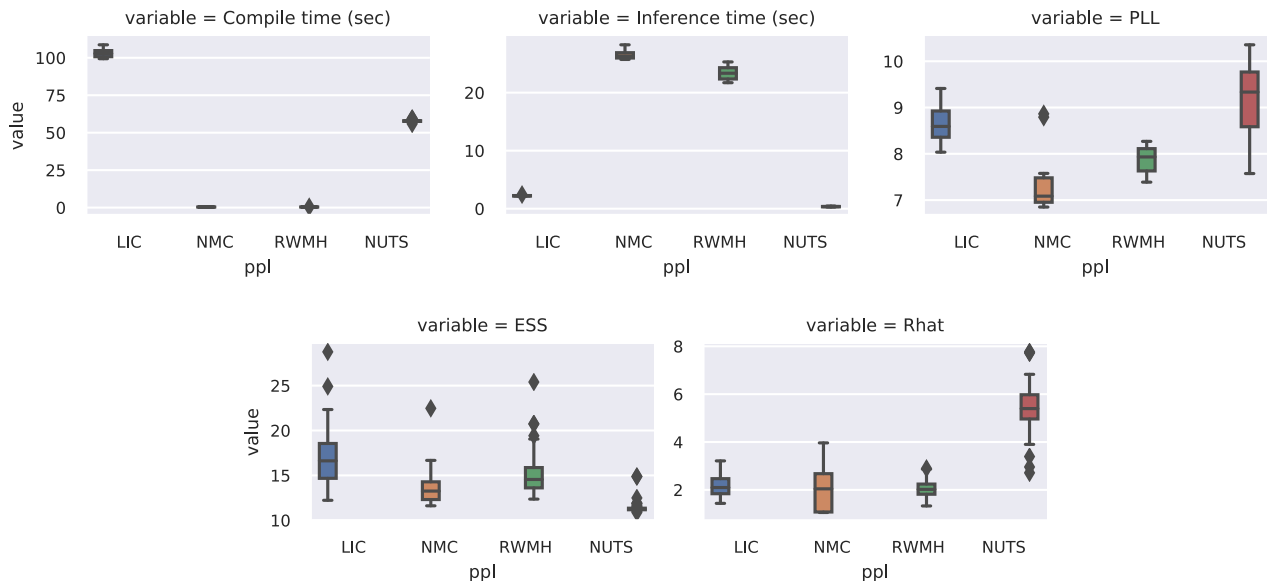 variable = Compile time (sec)
value
100
75
50
25
0
LIC NMC RWMH NUTS
ppl
variable = Inference time (sec)
20
10
0
LIC NMC RWMH NUTS
ppl
variable = PLL
10
9
8
7
LIC NMC RWMH NUTS
ppl
variable = ESS
value
25
20
15
10
LIC NMC RWMH NUTS
ppl
variable = Rhat
8
6
4
2
LIC NMC RWMH NUTS
ppl